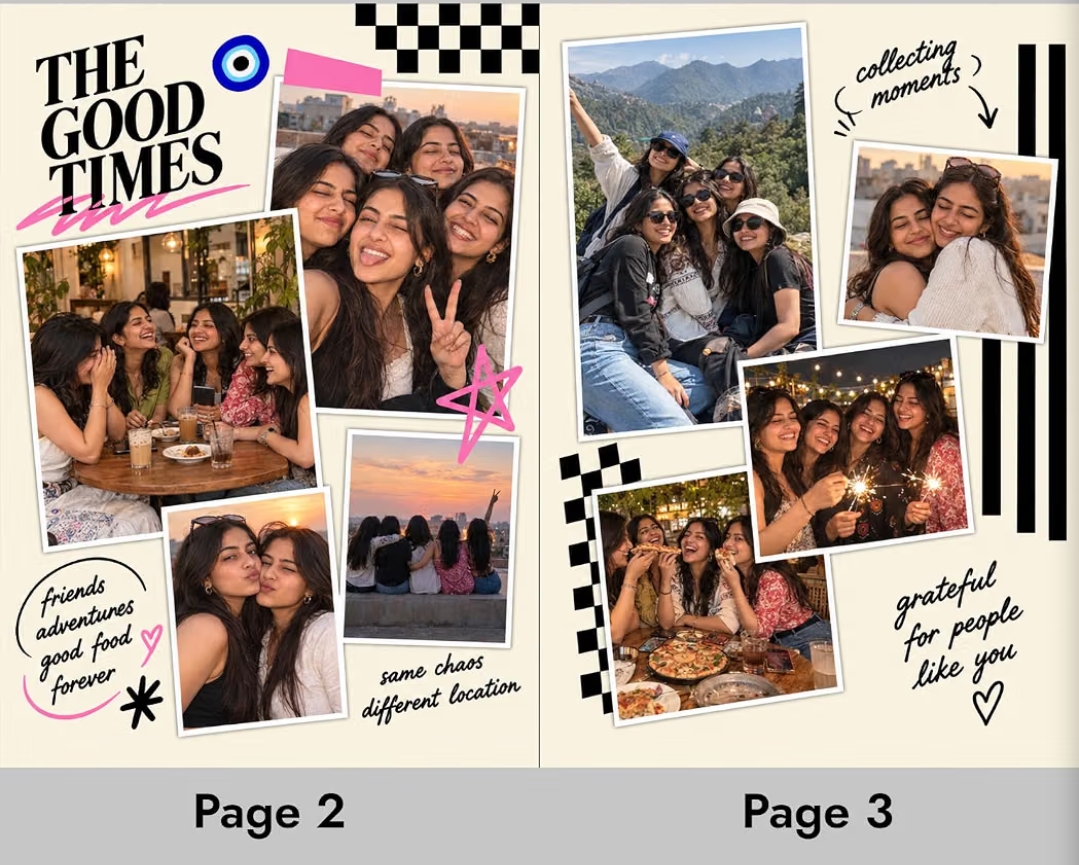 THE
GOOD
TIMES
friends
adventures
good food
forever
same chaos
different location
collecting
moments
grateful
for people
like you
Page 2
Page 3